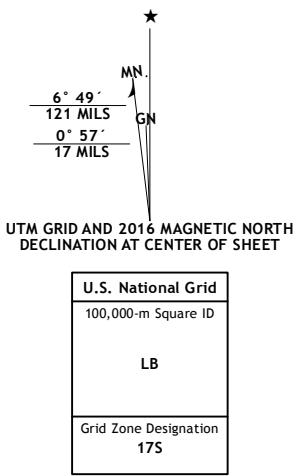 ★
MN.
6° 49´
121 MILS
GN
0° 57´
17 MILS
UTM GRID AND 2016 MAGNETIC NORTH
DECLINATION AT CENTER OF SHEET
U.S. National Grid
100,000-m Square ID
LB
Grid Zone Designation
17S